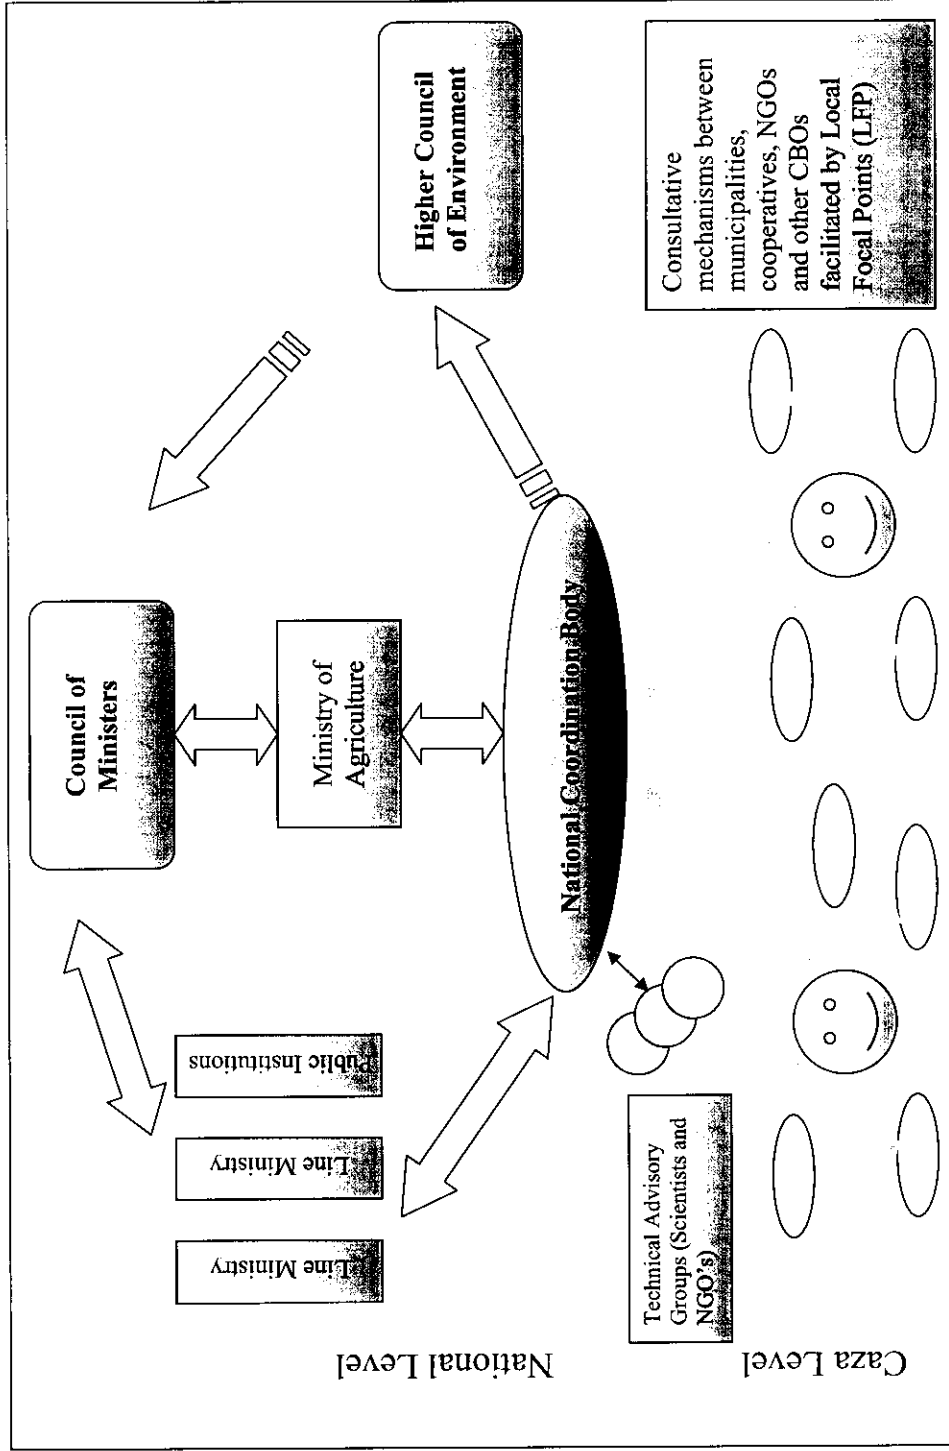 Council of
Ministers
Ministry of
Agriculture
Higher Council
of Environment
Line Ministry
Line Ministry
Public Institutions
National Level
National Coordination Body
Technical Advisory
Groups (Scientists and
NGO's)
Caza Level
Consultative
mechanisms between
municipalities,
cooperatives, NGOs
and other CBOs
facilitated by Local
Focal Points (LFP)